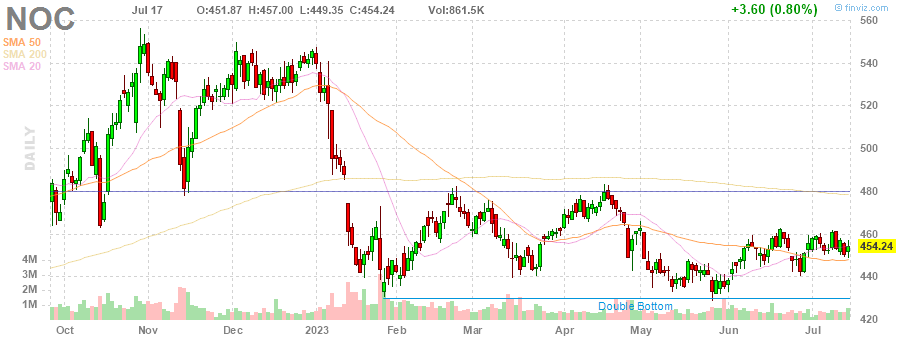 NOC Jul 17 O:451.87 H:457.00 L:449.35 C:454.24 Vol:861.5K +3.60 (0.80%) © finviz.com
SMA 50
SMA 200
SMA 20
DAILY
560
540
520
500
480
460
454.24
440
420
4M
3M
2M
1M
Double Bottom
Oct Nov Dec 2023 Feb Mar Apr May Jun Jul